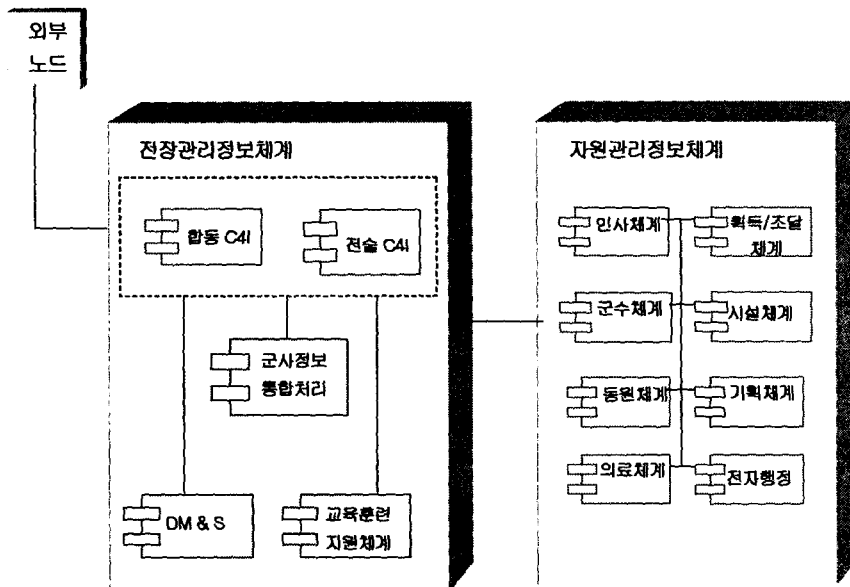 외부
노드
전장관리정보체계
합동 C4I
전술 C4I
군사정보
통합처리
DM & S
교육훈련
지원체계
자원관리정보체계
인사체계
획득/조달
체계
군수체계
시설체계
동원체계
기획체계
의료체계
전자행정